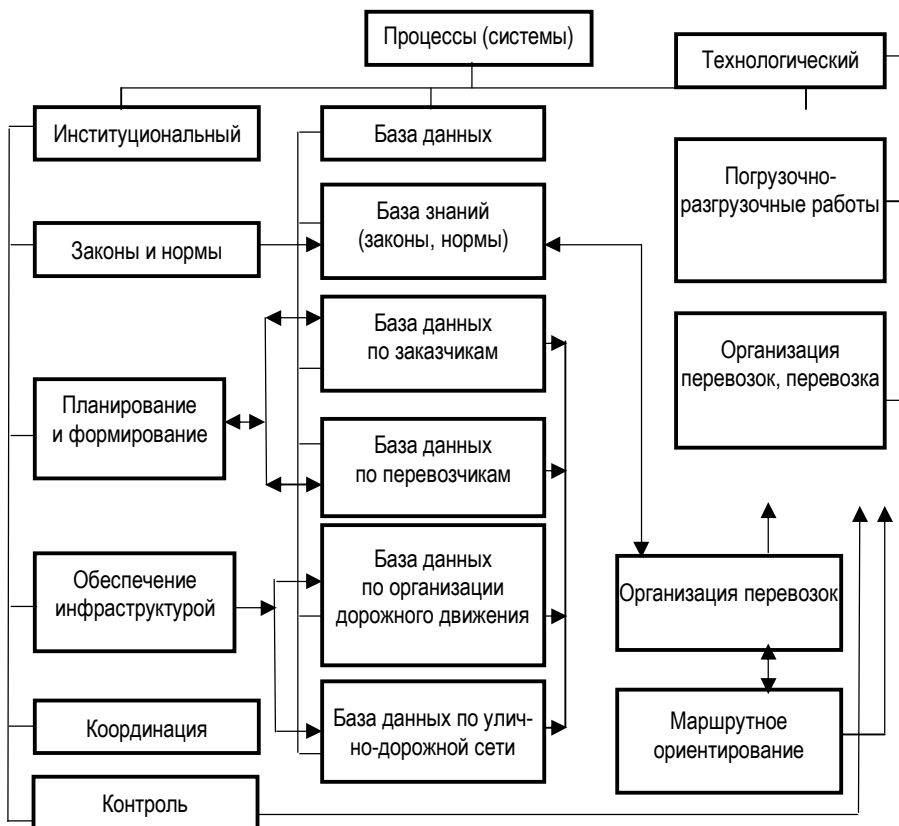 Процессы (системы)
Технологический
Институциональный
База данных
Погрузочно-
разгрузочные работы
База знаний
(законы, нормы)
Законы и нормы
База данных
по заказчикам
Организация
перевозок, перевозка
Планирование
и формирование
База данных
по перевозчикам
База данных
по организации
дорожного движения
Обеспечение
инфраструктурой
Организация перевозок
База данных по улич-
но-дорожной сети
Координация
Маршрутное
ориентирование
Контроль